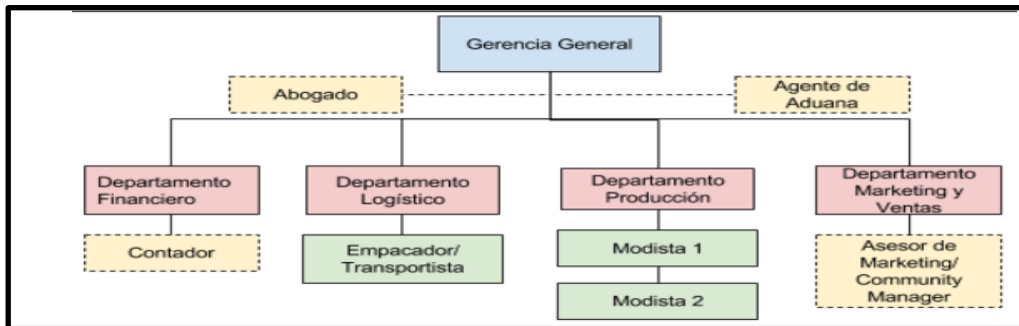 Gerencia General
Abogado
Agente de
Aduana
Departamento
Financiero
Departamento
Logístico
Departamento
Producción
Departamento
Marketing y
Ventas
Contador
Empacador/
Transportista
Modista 1
Modista 2
Asesor de
Marketing/
Community
Manager